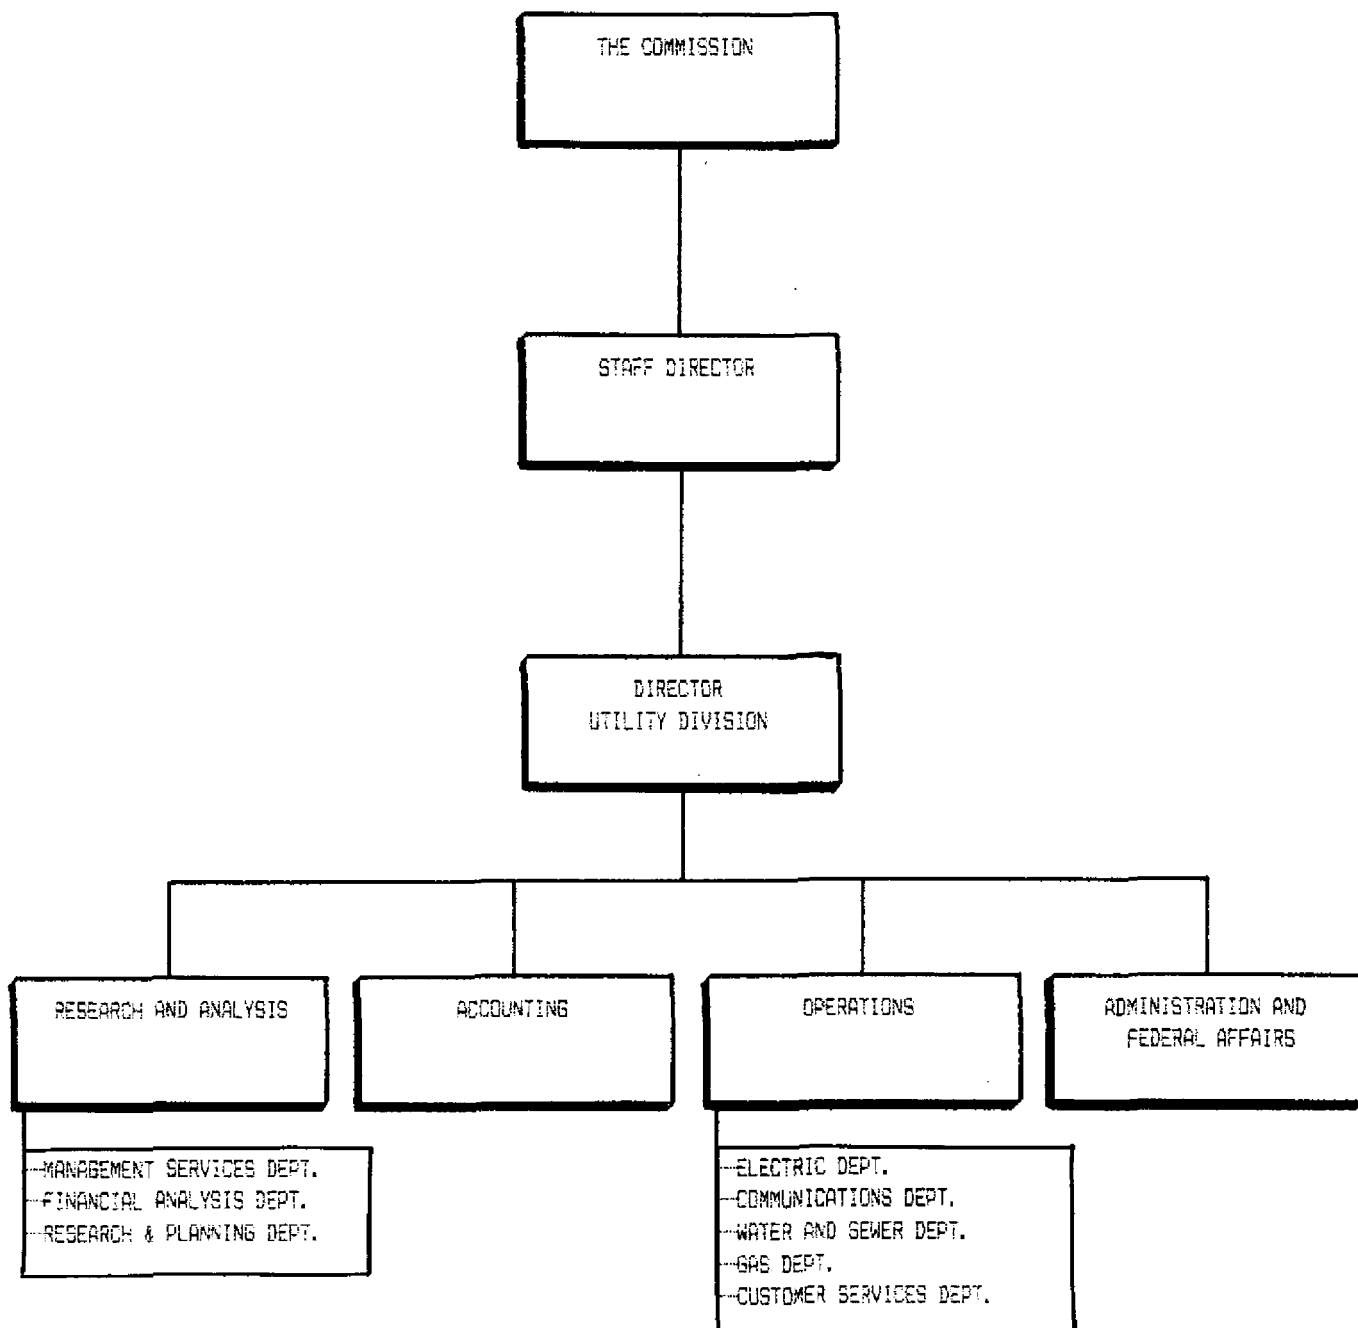 THE COMMISSION
STAFF DIRECTOR
DIRECTOR
UTILITY DIVISION
RESEARCH AND ANALYSIS
ACCOUNTING
OPERATIONS
ADMINISTRATION AND
FEDERAL AFFAIRS
MANAGEMENT SERVICES DEPT.
FINANCIAL ANALYSIS DEPT.
RESEARCH & PLANNING DEPT.
ELECTRIC DEPT.
COMMUNICATIONS DEPT.
WATER AND SEWER DEPT.
GAS DEPT.
CUSTOMER SERVICES DEPT.